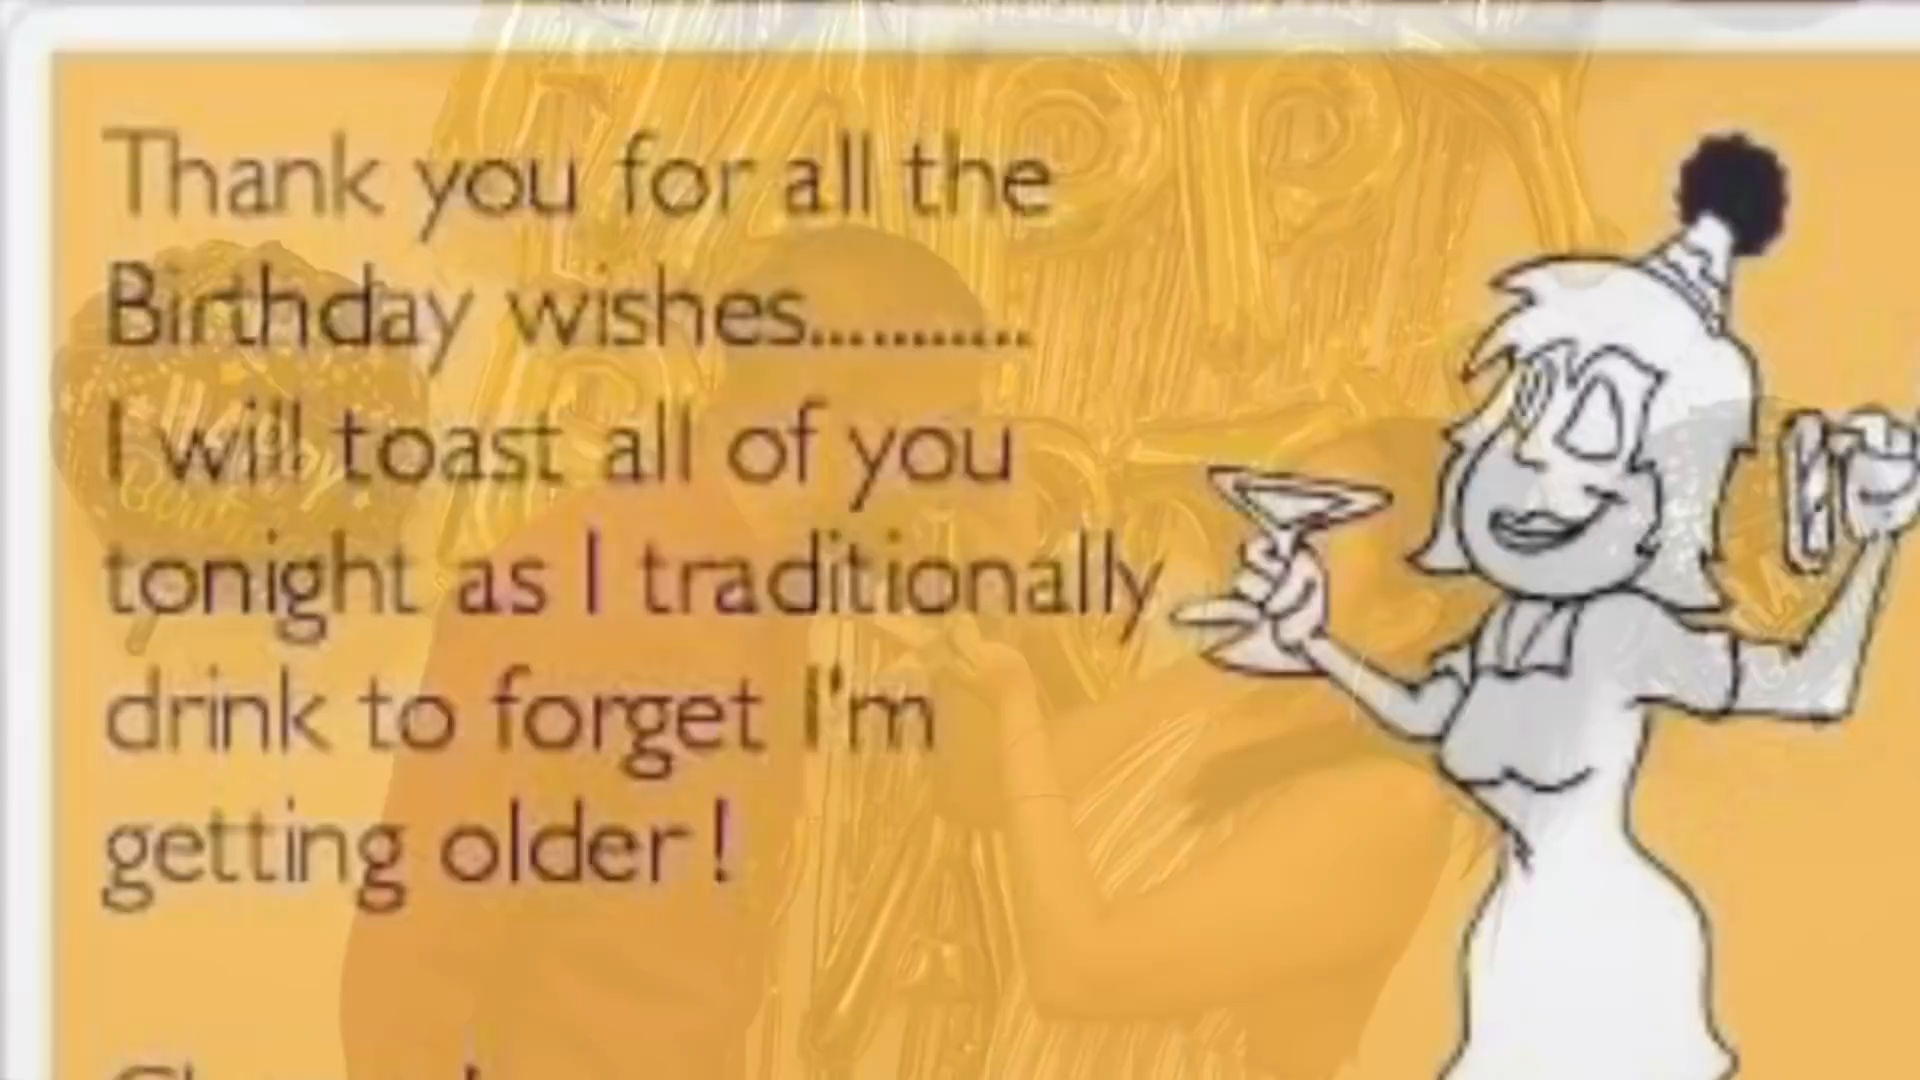 Thank you for all the
Birthday wishes............
I will toast all of you
tonight as I traditionally
drink to forget I'm
getting older!
HAPPY